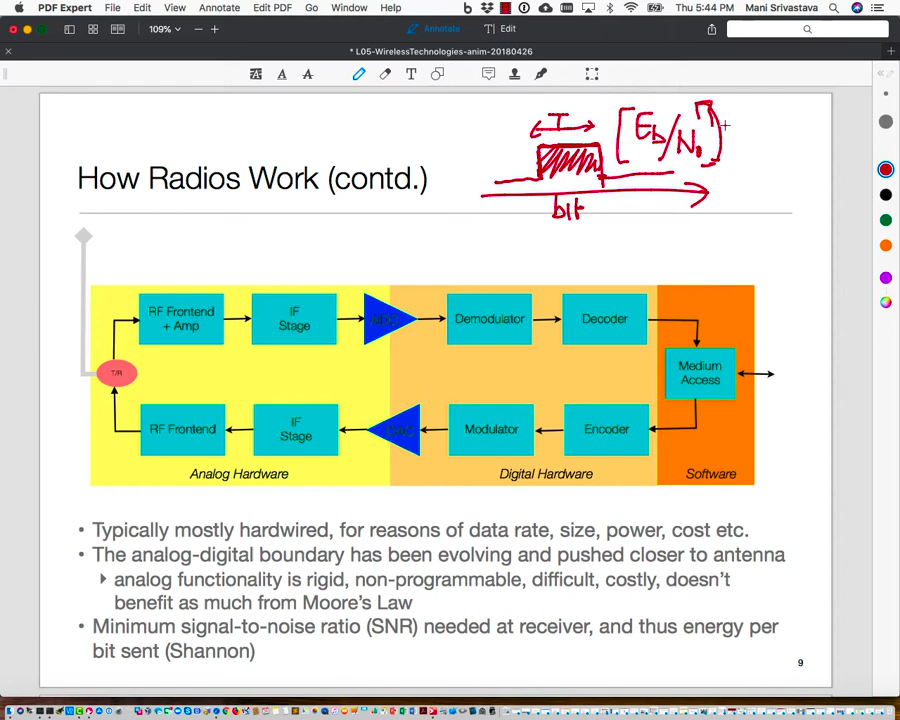 PDF Expert File Edit View Annotate Edit PDF Go Window Help Thu 5:44 PM Mani Srivastava
109% Annotate Edit
* L05-WirelessTechnologies-anim-20180426
T
[Eb/N0]
bit
How Radios Work (contd.)
RF Frontend
+ Amp
IF
Stage
ADC
Demodulator
Decoder
T/R
Medium
Access
RF Frontend
IF
Stage
DAC
Modulator
Encoder
Analog Hardware
Digital Hardware
Software
• Typically mostly hardwired, for reasons of data rate, size, power, cost etc.
• The analog-digital boundary has been evolving and pushed closer to antenna
analog functionality is rigid, non-programmable, difficult, costly, doesn't
benefit as much from Moore's Law
• Minimum signal-to-noise ratio (SNR) needed at receiver, and thus energy per
bit sent (Shannon)
9